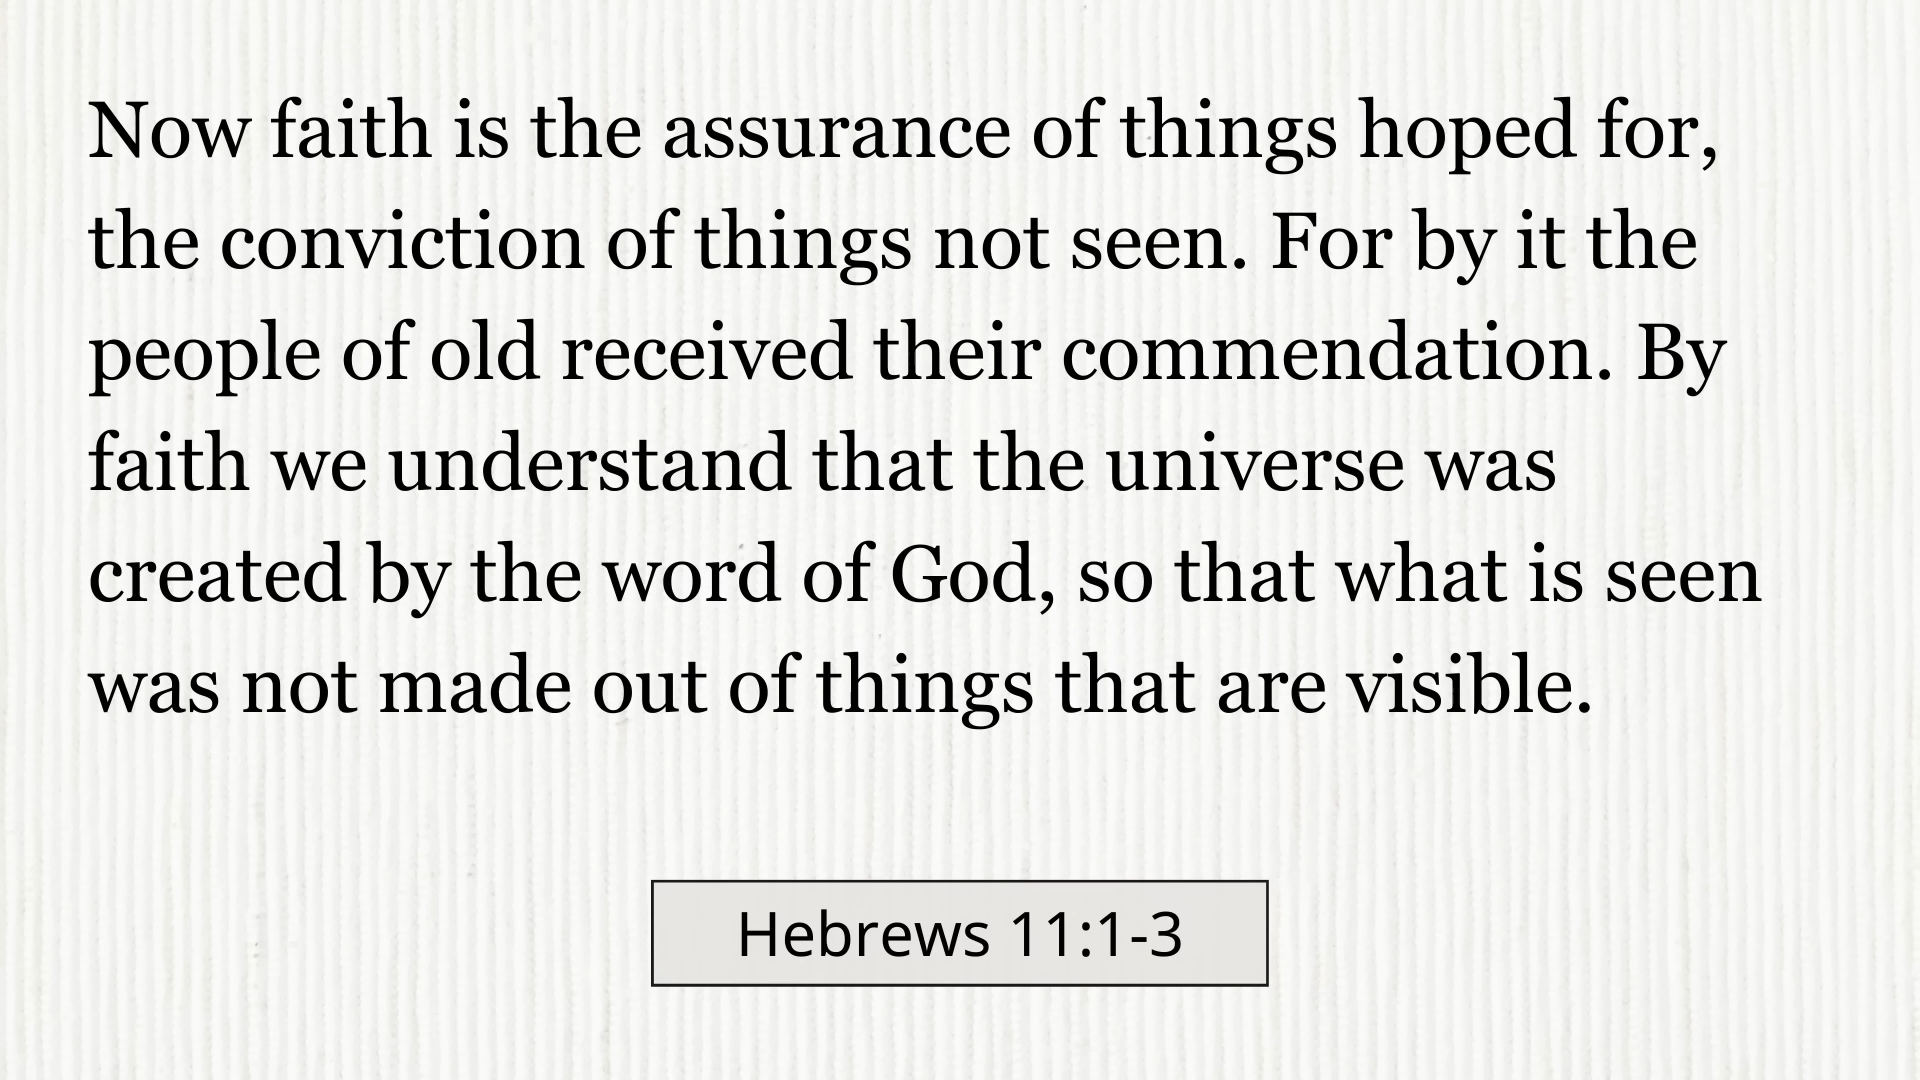 Now faith is the assurance of things hoped for,
the conviction of things not seen. For by it the
people of old received their commendation. By
faith we understand that the universe was
created by the word of God, so that what is seen
was not made out of things that are visible.
Hebrews 11:1-3